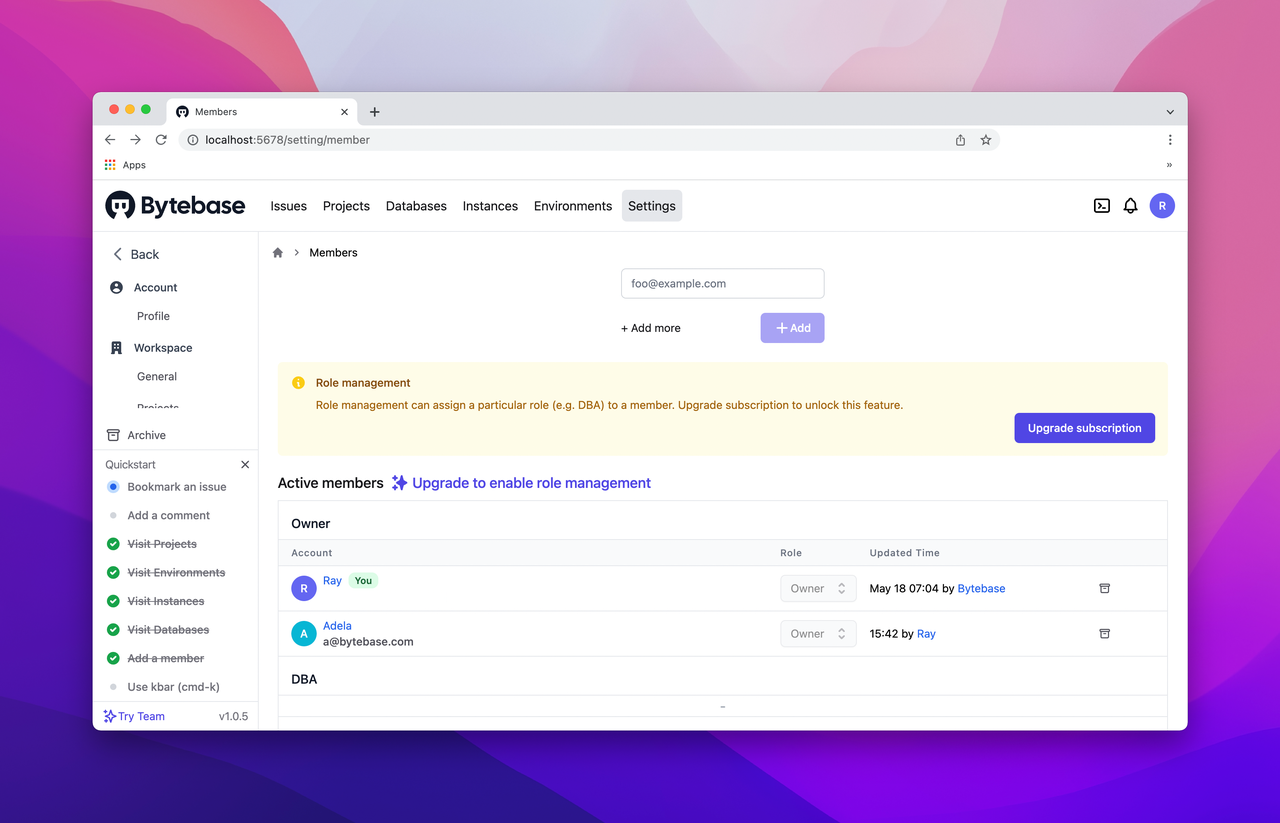 Members
localhost:5678/setting/member
Apps
»
Bytebase
Issues Projects Databases Instances Environments Settings
R
Back
Account
Profile
Workspace
General
Projects
Archive
Quickstart
Bookmark an issue
Add a comment
Visit Projects
Visit Environments
Visit Instances
Visit Databases
Add a member
Use kbar (cmd-k)
Try Team v1.0.5
Members
foo@example.com
+ Add more
Add
Role management
Role management can assign a particular role (e.g. DBA) to a member. Upgrade subscription to unlock this feature.
Upgrade subscription
Active members Upgrade to enable role management
Owner
Account Role Updated Time
R Ray You Owner May 18 07:04 by Bytebase
A Adela Owner 15:42 by Ray
a@bytebase.com
DBA
–